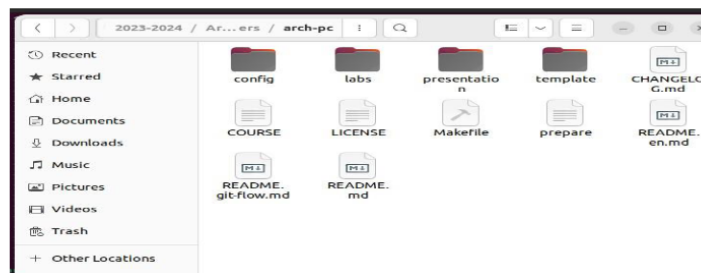 2023-2024 / Ar...ers / arch-pc
Recent
Starred
Home
Documents
Downloads
Music
Pictures
Videos
Trash
Other Locations
config
labs
presentatio
n
template
CHANGELO
G.md
COURSE
LICENSE
Makefile
prepare
README.
en.md
README.
git-flow.md
README.
md